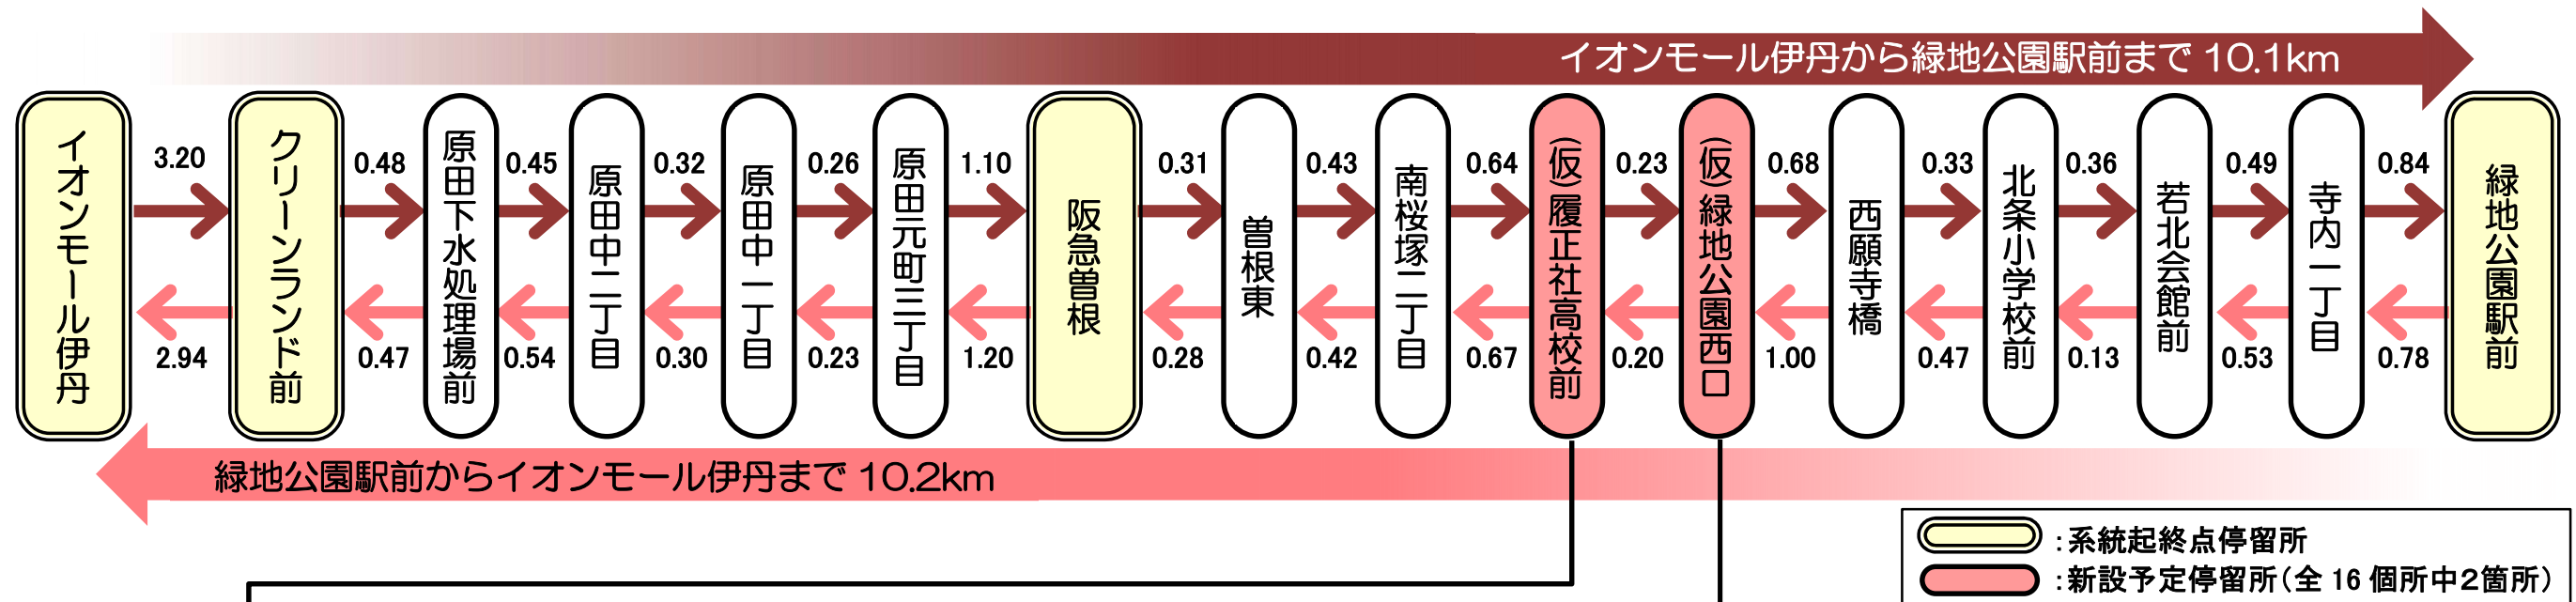 イオンモール伊丹から緑地公園駅前まで 10.1km
3.20 0.48 0.45 0.32 0.26 1.10 0.31 0.43 0.64 0.23 0.68 0.33 0.36 0.49 0.84
イオンモール伊丹
クリーンランド前
原田下水処理場前
原田中二丁目
原田中一丁目
原田元町三丁目
阪急曽根
曽根東
南桜塚二丁目
(仮)履正社高校前
(仮)緑地公園西口
西願寺橋
北条小学校前
若北会館前
寺内一丁目
緑地公園駅前
2.94 0.47 0.54 0.30 0.23 1.20 0.28 0.42 0.67 0.20 1.00 0.47 0.13 0.53 0.78
緑地公園駅前からイオンモール伊丹まで 10.2km
:系統起終点停留所
:新設予定停留所(全 16 個所中2箇所)